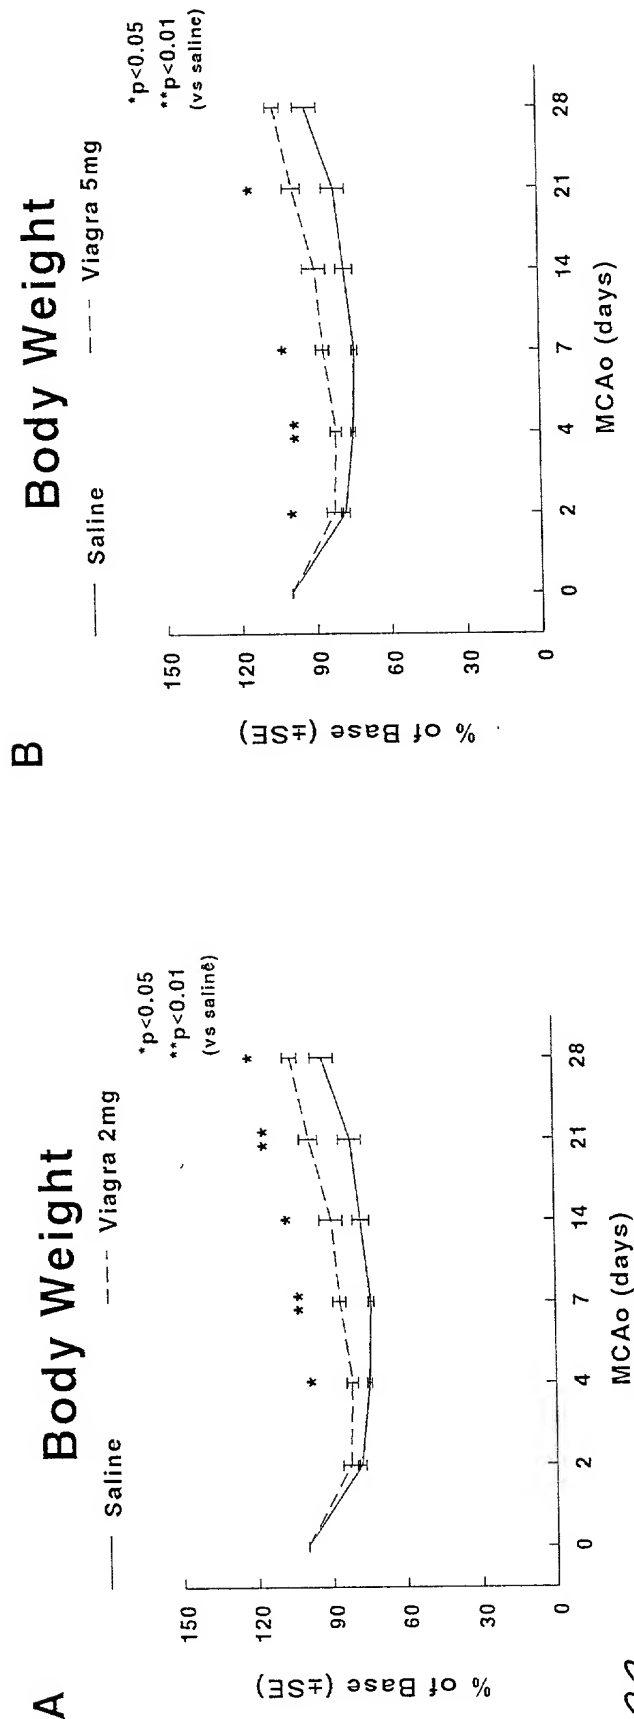 A
Body Weight
—— Saline
--- Viagra 2mg
*p<0.05
**p<0.01
(vs saline)
% of Base (±SE)
150
120
90
60
30
0
*
**
*
**
*
0
2
4
7
14
21
28
MCAo (days)
B
Body Weight
—— Saline
--- Viagra 5mg
*p<0.05
**p<0.01
(vs saline)
% of Base (±SE)
150
120
90
60
30
0
*
**
*
*
0
2
4
7
14
21
28
MCAo (days)